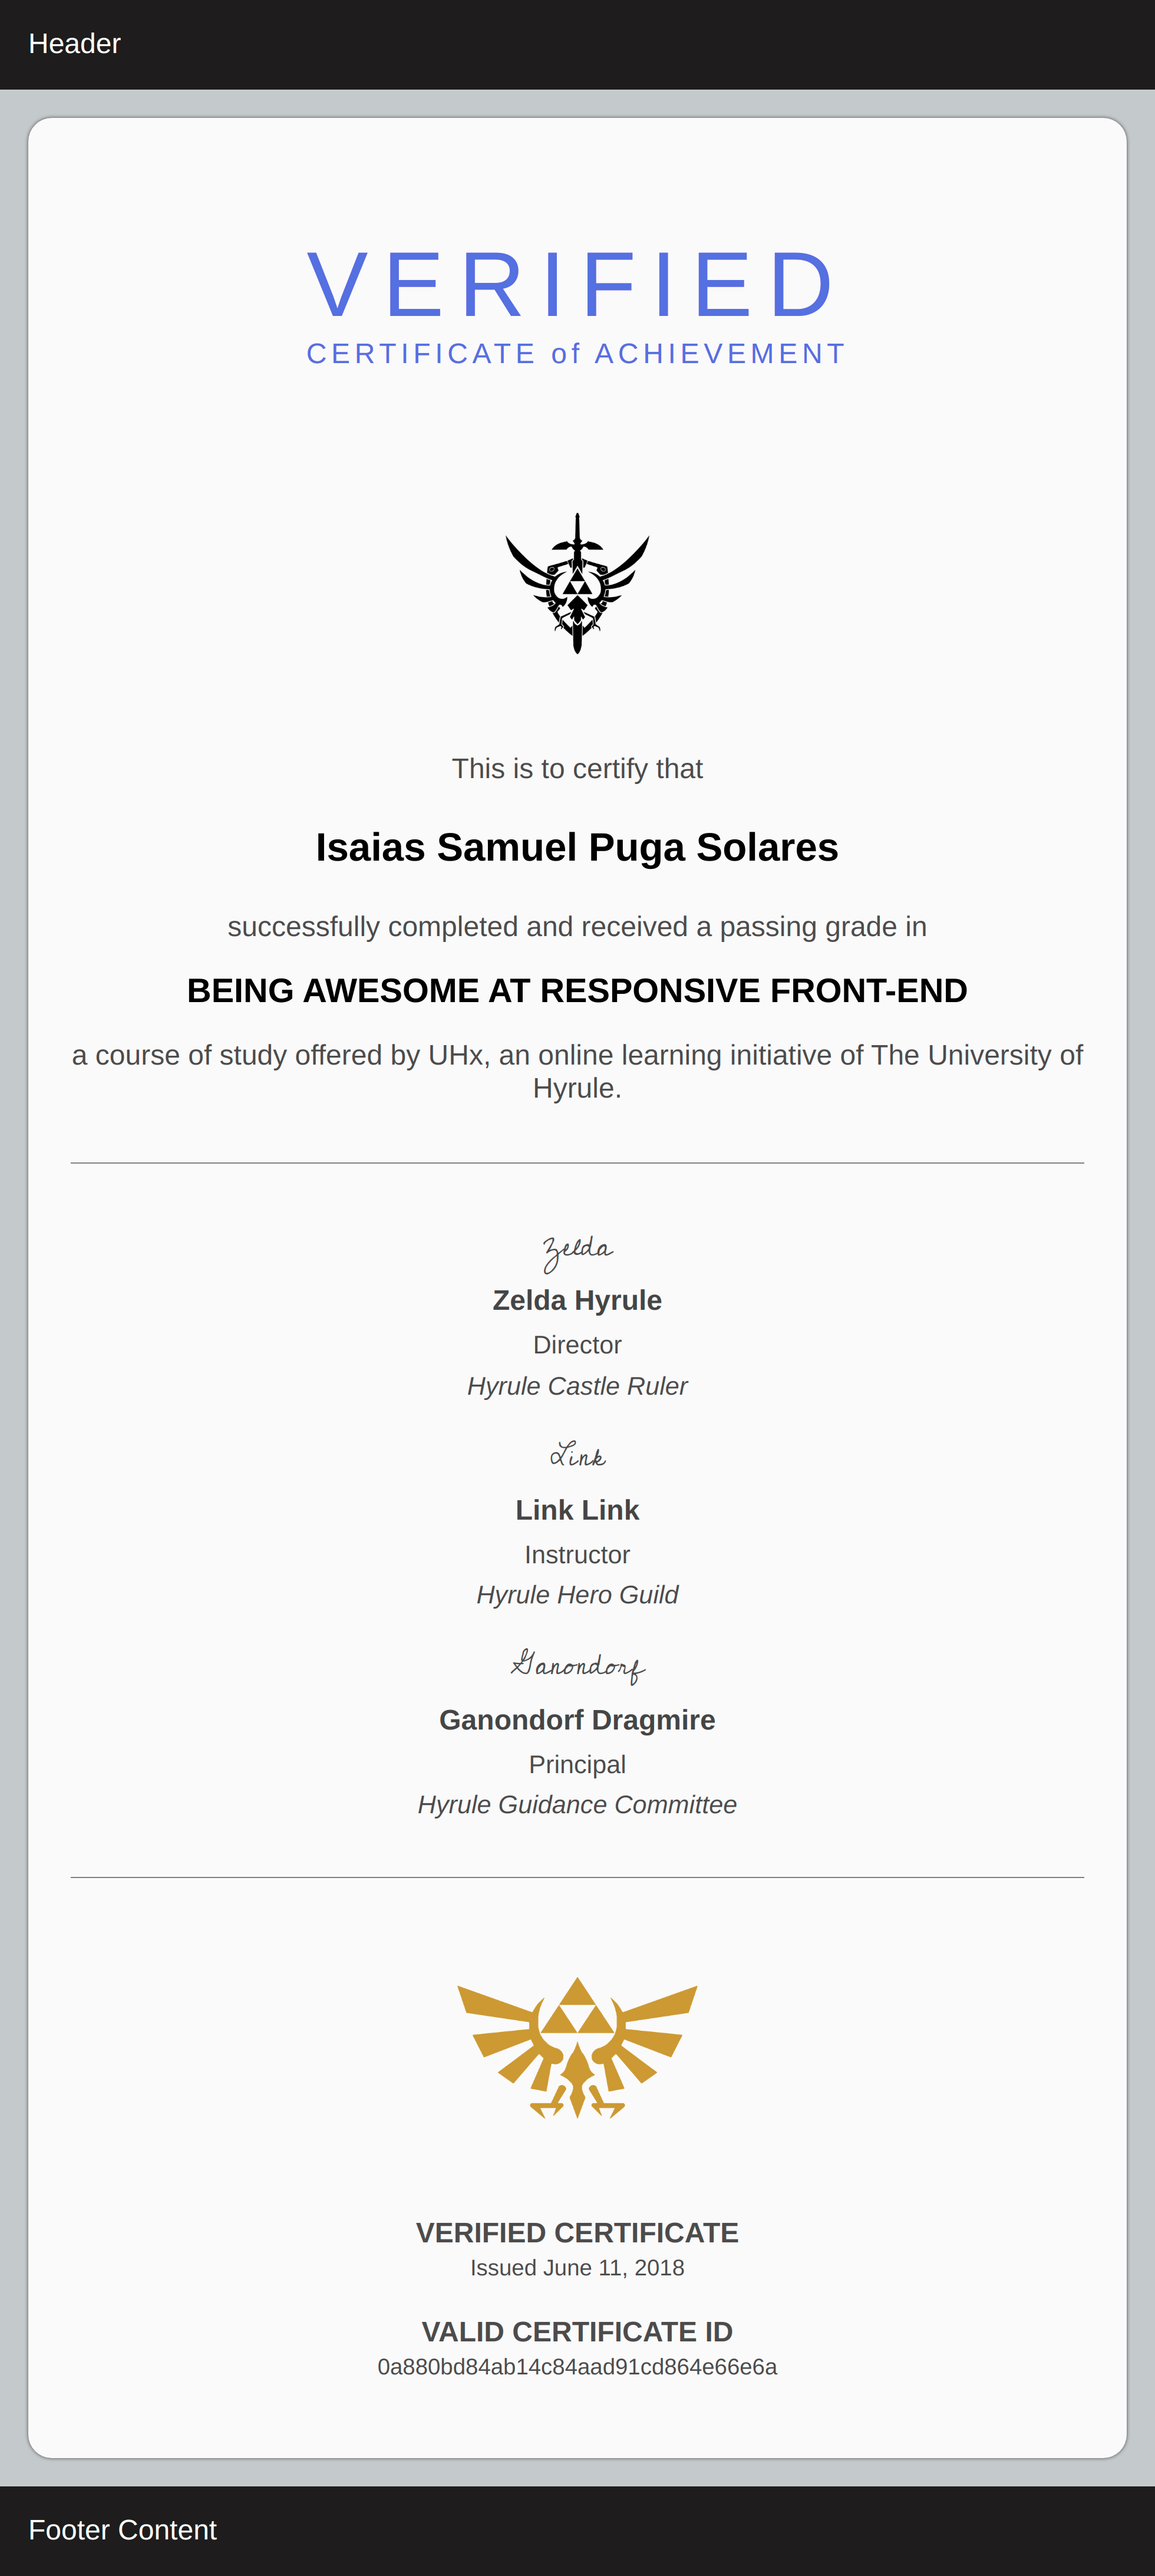 Header
VERIFIED
CERTIFICATE of ACHIEVEMENT
This is to certify that
Isaias Samuel Puga Solares
successfully completed and received a passing grade in
BEING AWESOME AT RESPONSIVE FRONT-END
a course of study offered by UHx, an online learning initiative of The University of
Hyrule.
Zelda
Zelda Hyrule
Director
Hyrule Castle Ruler
Link
Link Link
Instructor
Hyrule Hero Guild
Ganondorf
Ganondorf Dragmire
Principal
Hyrule Guidance Committee
VERIFIED CERTIFICATE
Issued June 11, 2018
VALID CERTIFICATE ID
0a880bd84ab14c84aad91cd864e66e6a
Footer Content